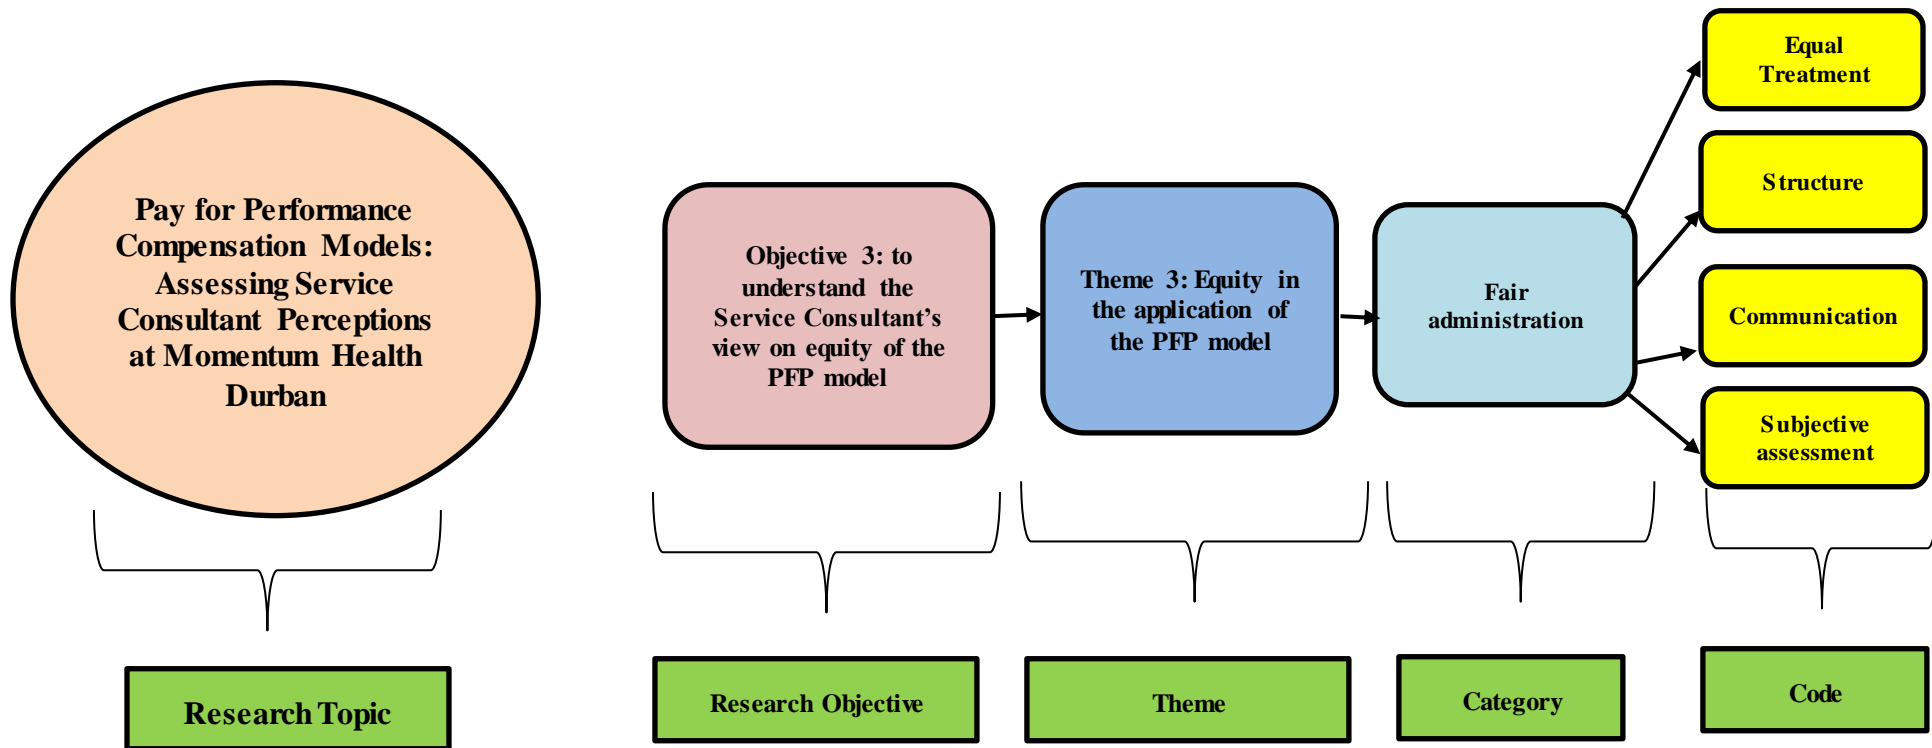 Pay for Performance
Compensation Models:
Assessing Service
Consultant Perceptions
at Momentum Health
Durban
Objective 3: to
understand the
Service Consultant’s
view on equity of the
PFP model
Theme 3: Equity in
the application of
the PFP model
Fair
administration
Equal
Treatment
Structure
Communication
Subjective
assessment
Research Topic
Research Objective
Theme
Category
Code